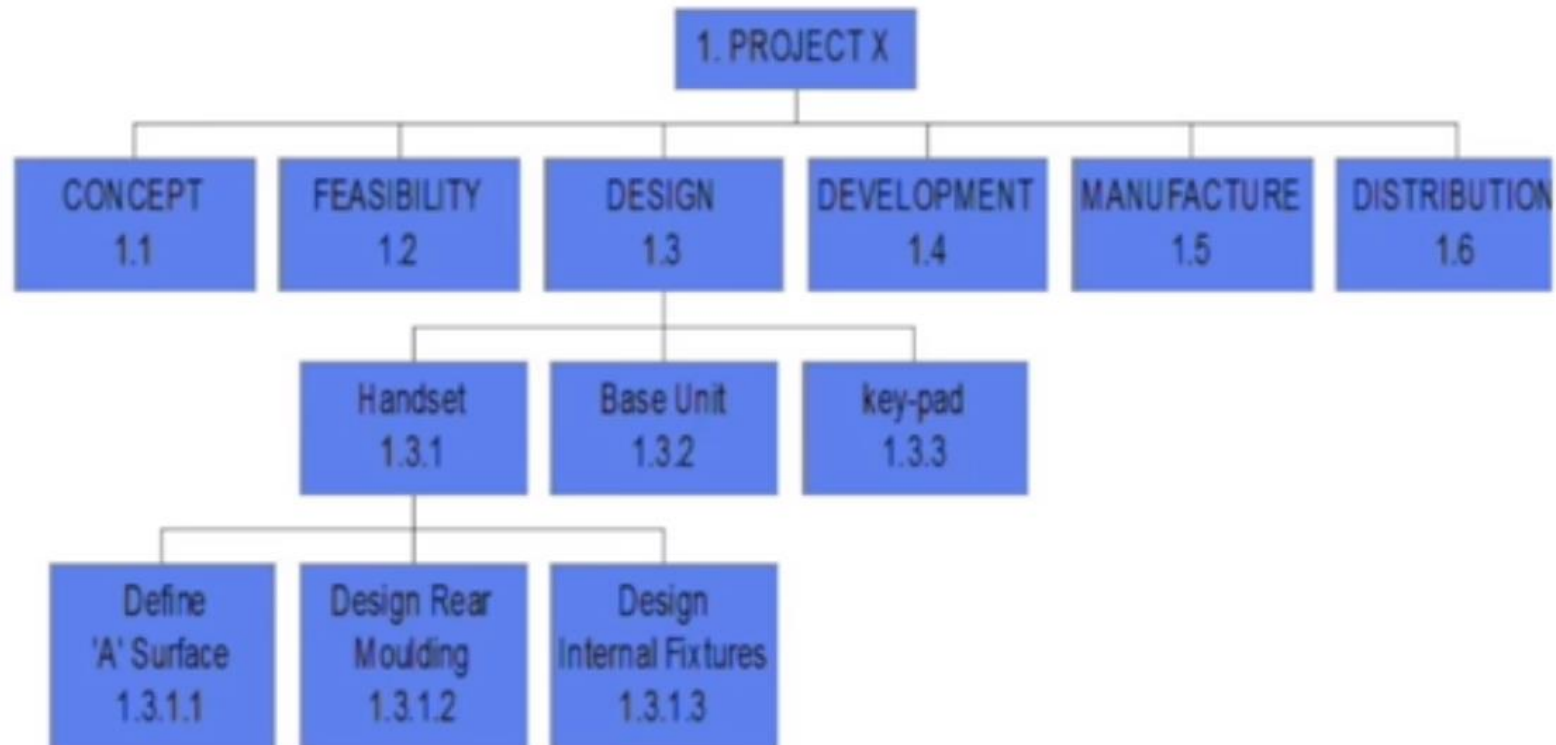 1. PROJECT X
CONCEPT
1.1
FEASIBILITY
1.2
DESIGN
1.3
DEVELOPMENT
1.4
MANUFACTURE
1.5
DISTRIBUTION
1.6
Handset
1.3.1
Base Unit
1.3.2
key-pad
1.3.3
Define
'A' Surface
1.3.1.1
Design Rear
Moulding
1.3.1.2
Design
Internal Fixtures
1.3.1.3